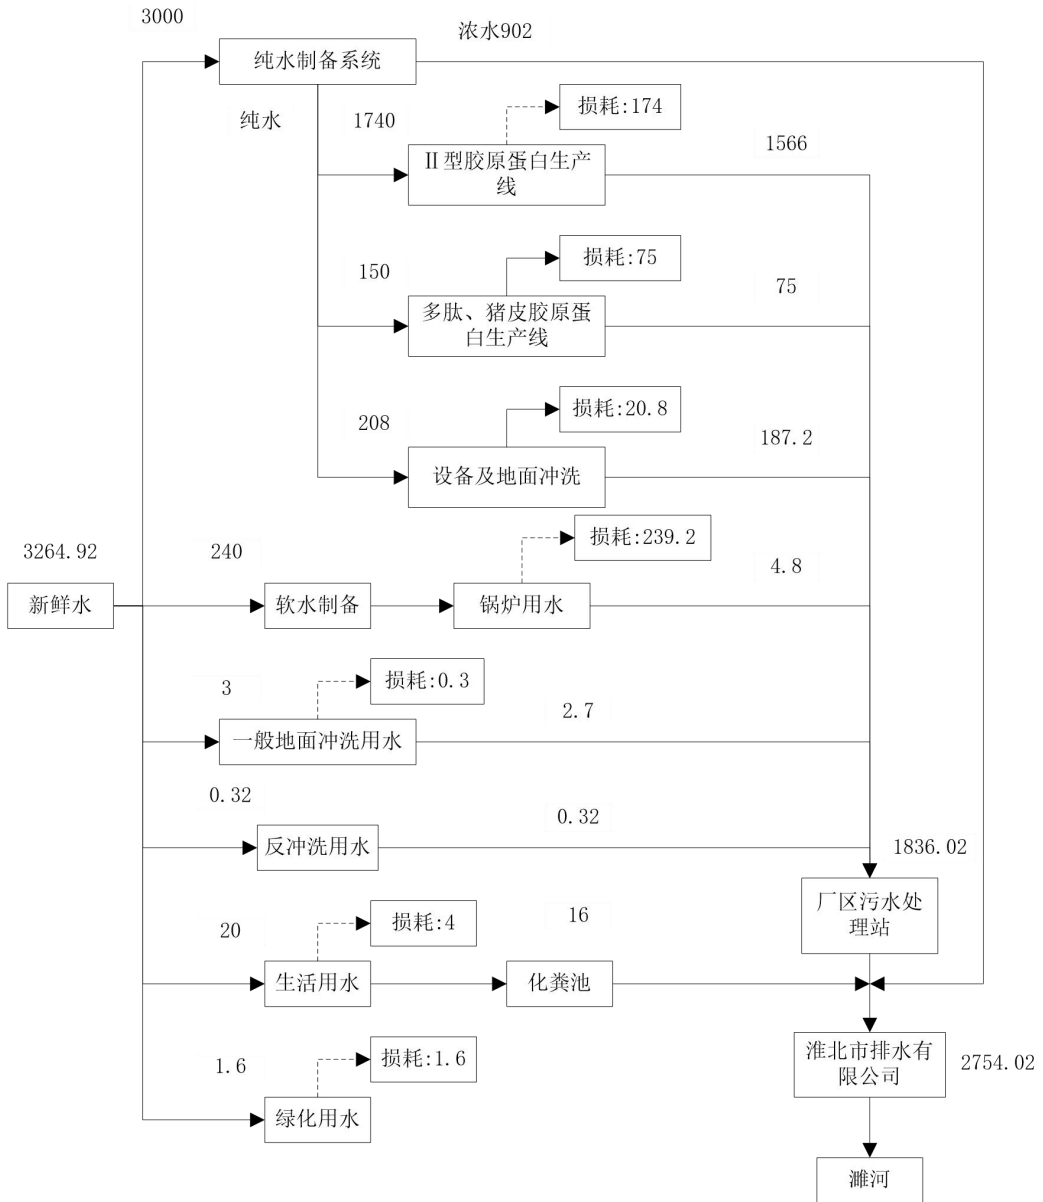 3000
浓水902
纯水制备系统
纯水
1740
损耗:174
1566
Ⅱ型胶原蛋白生产
线
150
损耗:75
75
多肽、猪皮胶原蛋
白生产线
208
损耗:20.8
187.2
设备及地面冲洗
3264.92
240
损耗:239.2
4.8
新鲜水
软水制备
锅炉用水
3
损耗:0.3
2.7
一般地面冲洗用水
0.32
0.32
反冲洗用水
1836.02
厂区污水处
理站
20
损耗:4
16
生活用水
化粪池
1.6
损耗:1.6
淮北市排水有
限公司
2754.02
绿化用水
濉河